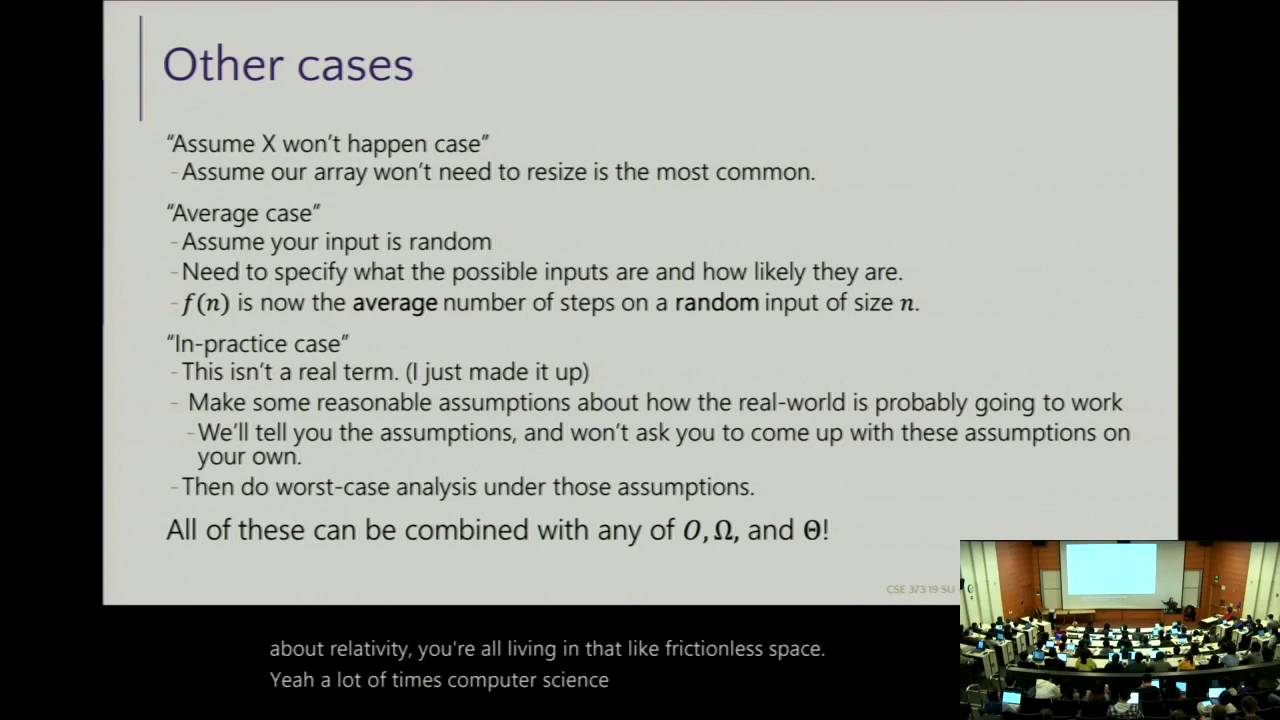 Other cases
“Assume X won’t happen case”
-Assume our array won’t need to resize is the most common.
“Average case”
-Assume your input is random
-Need to specify what the possible inputs are and how likely they are.
-f(n) is now the average number of steps on a random input of size n.
“In-practice case”
-This isn’t a real term. (I just made it up)
- Make some reasonable assumptions about how the real-world is probably going to work
-We’ll tell you the assumptions, and won’t ask you to come up with these assumptions on
your own.
-Then do worst-case analysis under those assumptions.
All of these can be combined with any of O, Ω, and Θ!
CSE 373 19 SU
about relativity, you're all living in that like frictionless space.
Yeah a lot of times computer science